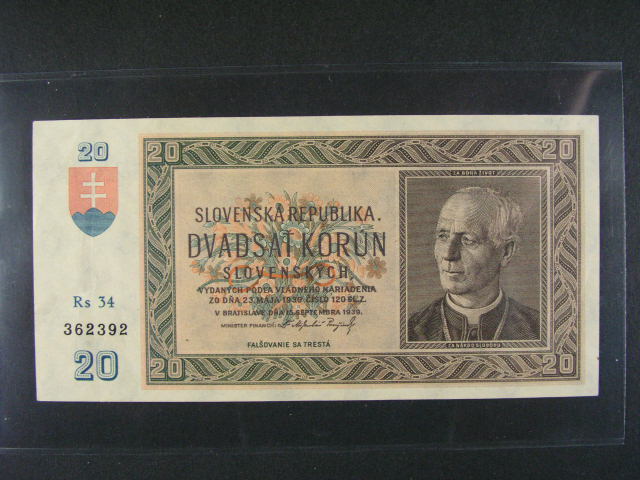 20
20
20
ZA BOHA ŽIVOT
SLOVENSKÁ REPUBLIKA.
DVADSAŤ KORÚN
SLOVENSKÝCH.
VYDANÝCH PODĽA VLÁDNEHO NARIADENIA
ZO DŇA 23. MÁJA 1939 ČÍSLO 120 SL. Z.
V BRATISLAVE DŇA 15. SEPTEMBRA 1939.
MINISTER FINANCIÍ:
FALŠOVANIE SA TRESTÁ
Rs 34
362392
ZA NÁROD SLOBODU
20
20
20